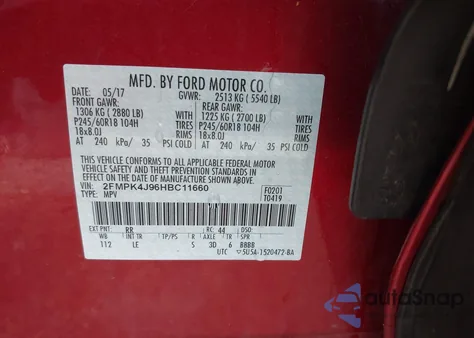 MFD. BY FORD MOTOR CO.
DATE: 05/17 GVWR: 2513 KG ( 5540 LB)
FRONT GAWR: REAR GAWR:
1306 KG (2880 LB) 1225 KG (2700 LB)
P245/60R18 104H TIRES P245/60R18 104H TIRES
18x8.0J RIMS 18x8.0J RIMS
AT 240 kPa/ 35 PSI COLD AT 240 kPa/ 35 PSI COLD
THIS VEHICLE CONFORMS TO ALL APPLICABLE FEDERAL MOTOR
VEHICLE SAFETY AND BUMPER STANDARDS IN EFFECT ON THE DATE
OF MANUFACTURE SHOWN ABOVE.
VIN: 2FMPK4J96HBC11660
TYPE: MPV
F0201
T0419
EXT PNT: RR RC: 44 DSO:
WB INT TR TP/PS R AXLE TR SPR
112 LE S 3D 6 BBBB
UTC ▽5U5A-1520472-BA
AutoSnap